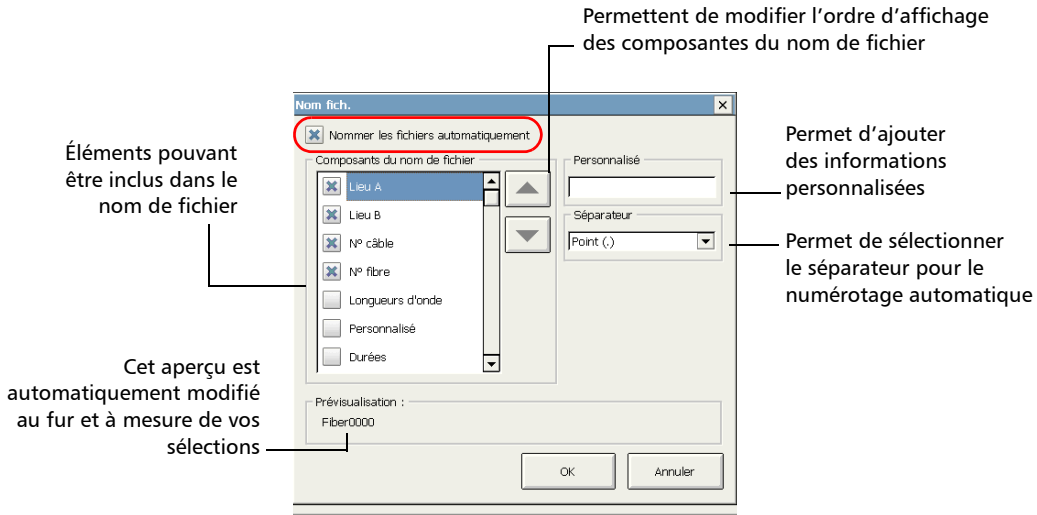 Permettent de modifier l’ordre d’affichage
des composantes du nom de fichier
Nom fich.
Nommer les fichiers automatiquement
Éléments pouvant
être inclus dans le
nom de fichier
Composants du nom de fichier
Lieu A
Lieu B
Nº câble
Nº fibre
Longueurs d'onde
Personnalisé
Durées
Personnalisé
Séparateur
Point (.)
Permet d’ajouter
des informations
personnalisées
Permet de sélectionner
le séparateur pour le
numérotage automatique
Cet aperçu est
automatiquement modifié
au fur et à mesure de vos
sélections
Prévisualisation :
Fiber0000
OK
Annuler